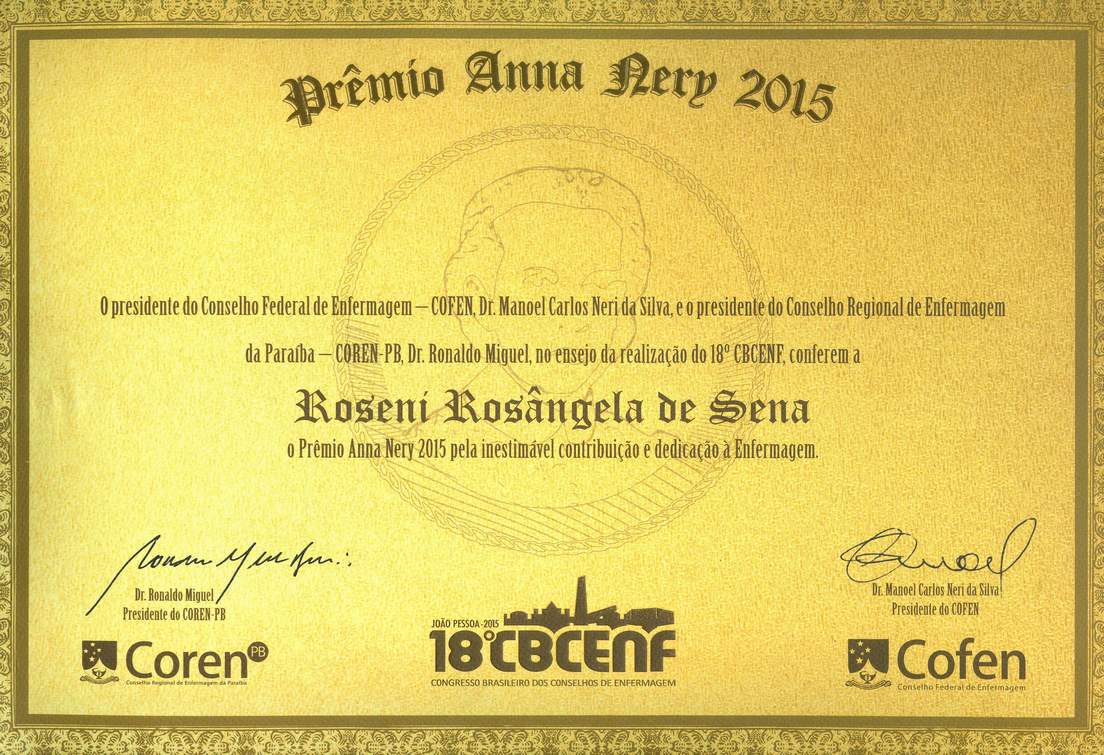 Prêmio Anna Nery 2015
O presidente do Conselho Federal de Enfermagem – COFEN, Dr. Manoel Carlos Neri da Silva, e o presidente do Conselho Regional de Enfermagem
da Paraíba – COREN-PB, Dr. Ronaldo Miguel, no ensejo da realização do 18º CBCENF, conferem a
Roseni Rosângela de Sena
o Prêmio Anna Nery 2015 pela inestimável contribuição e dedicação à Enfermagem.
Dr. Ronaldo Miguel
Presidente do COREN-PB
Dr. Manoel Carlos Neri da Silva
Presidente do COFEN
Coren PB
Conselho Regional de Enfermagem da Paraíba
JOÃO PESSOA - 2015
18º CBCENF
CONGRESSO BRASILEIRO DOS CONSELHOS DE ENFERMAGEM
Cofen
Conselho Federal de Enfermagem